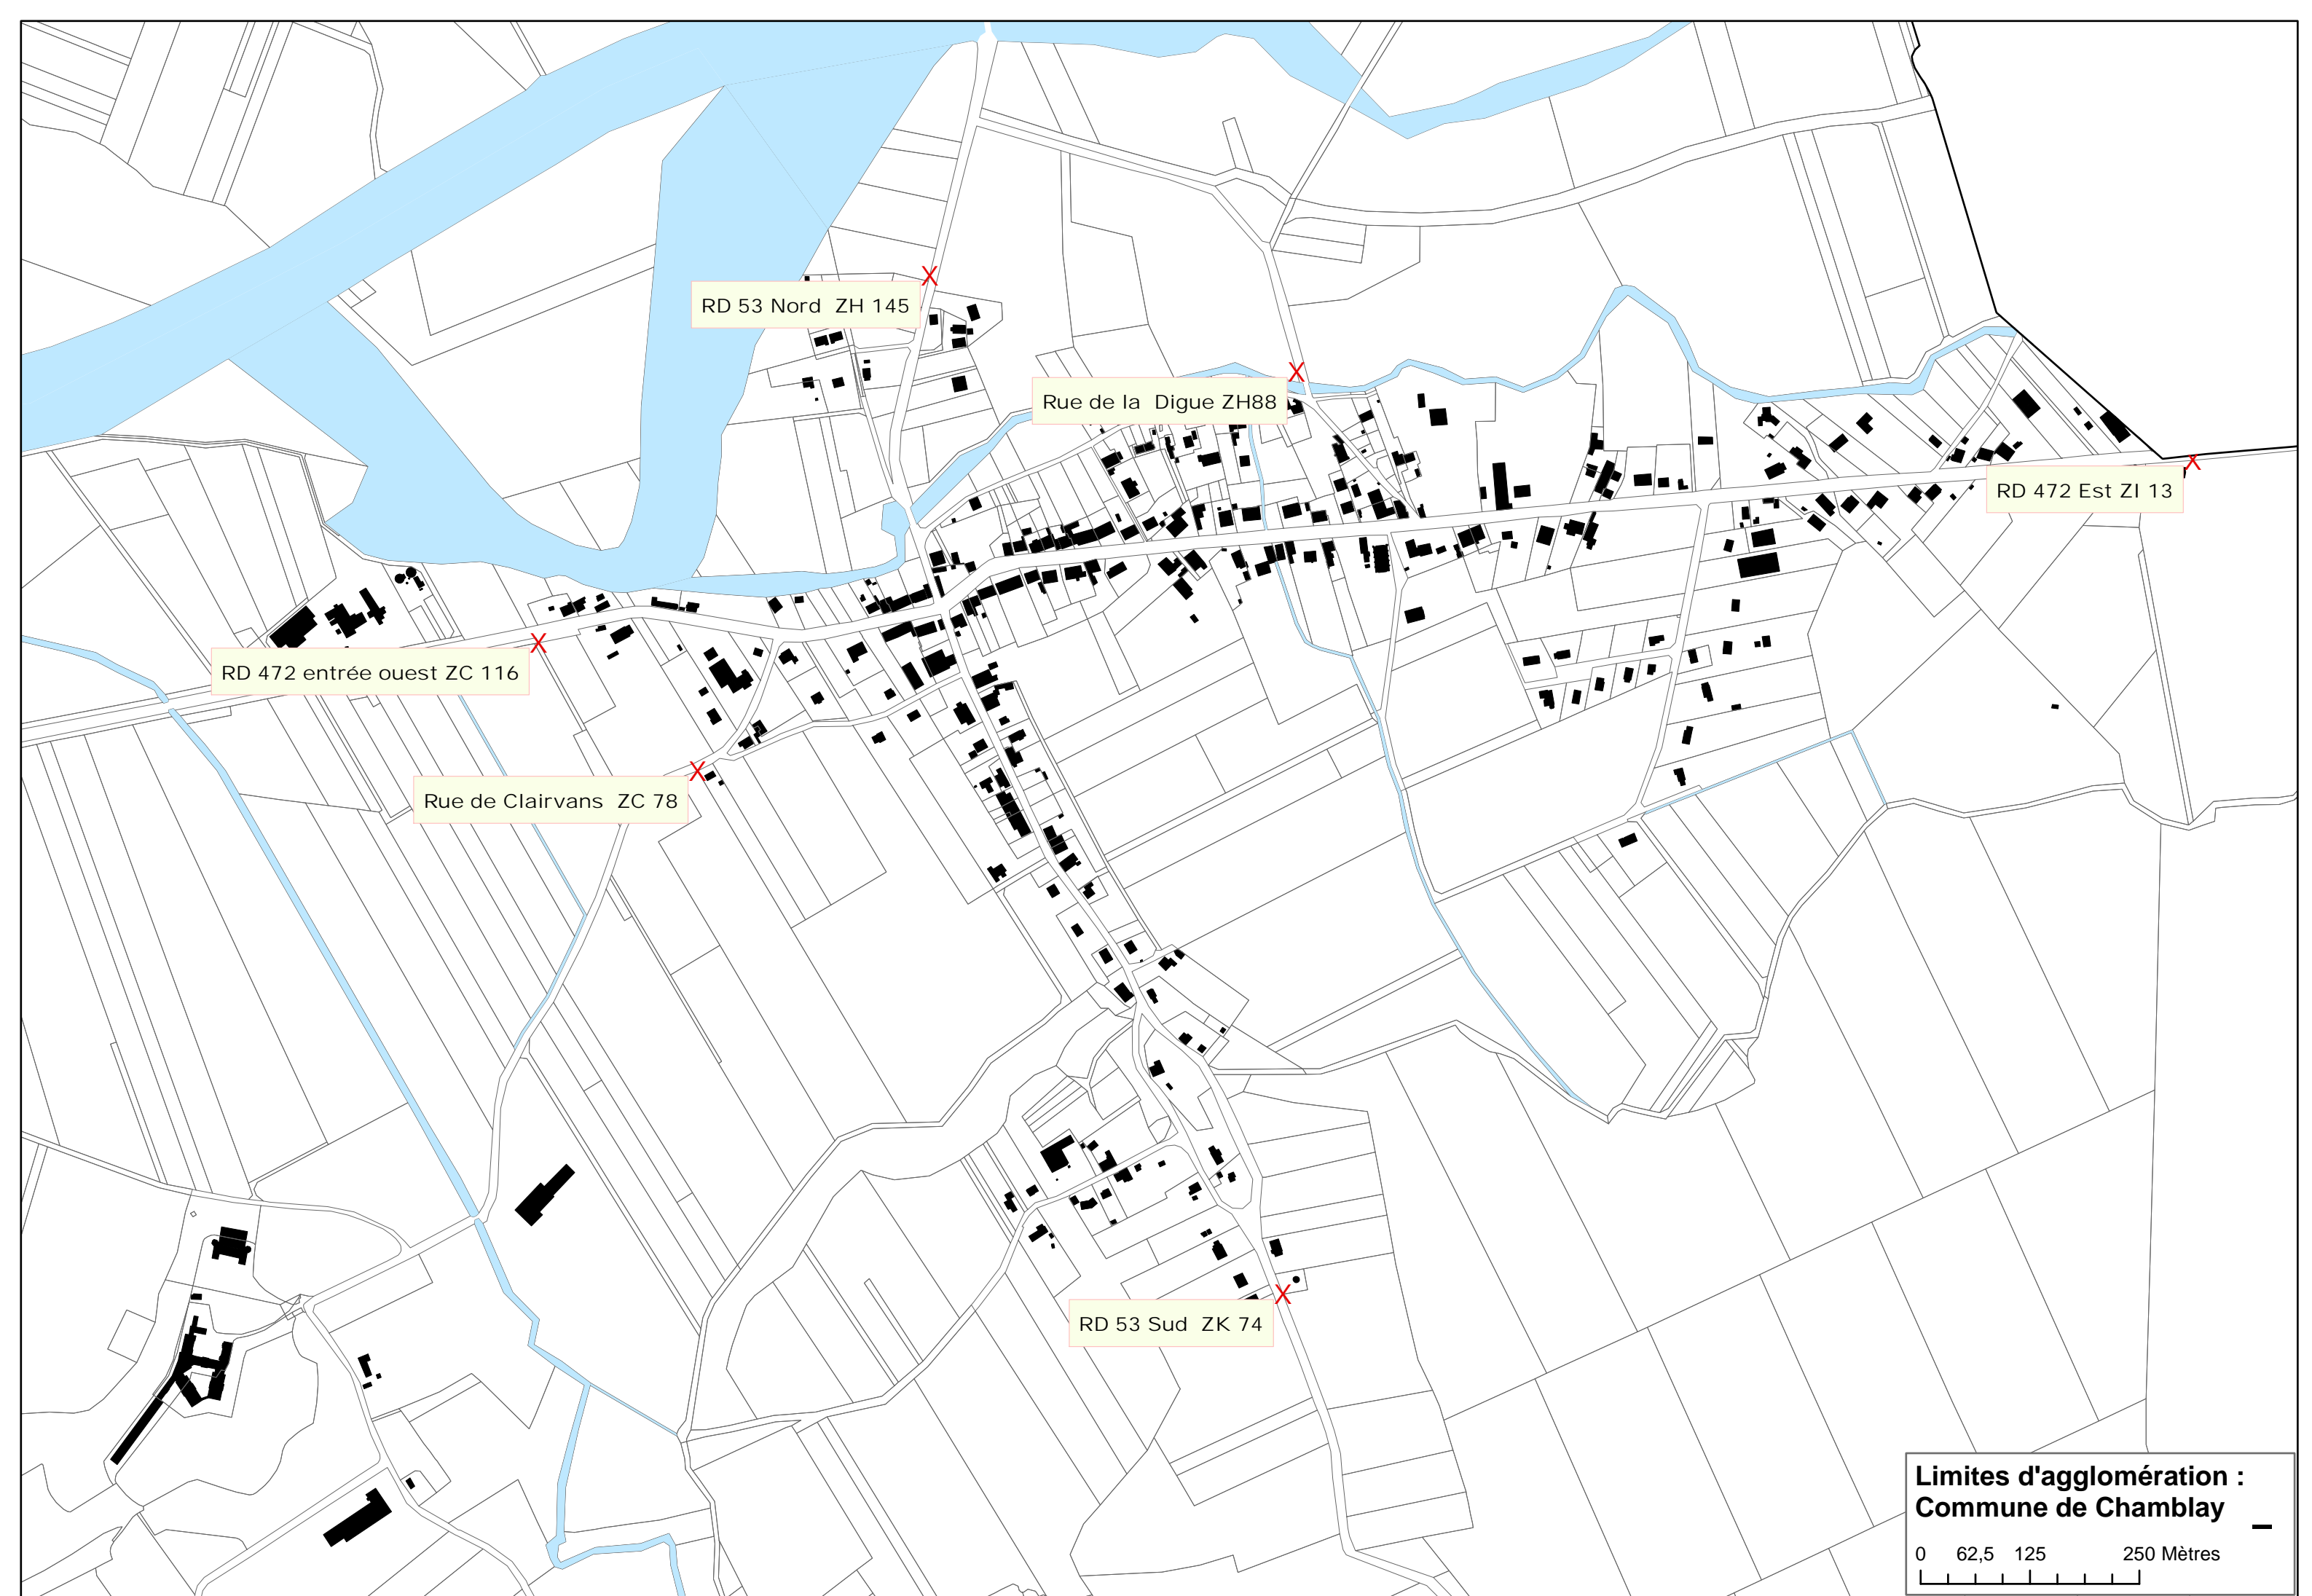 RD 53 Nord  ZH 145
Rue de la  Digue ZH88
RD 472 Est ZI 13
RD 472 entrée ouest ZC 116
Rue de Clairvans  ZC 78
RD 53 Sud  ZK 74
Limites d'agglomération :
Commune de Chamblay
0 62,5 125 250 Mètres